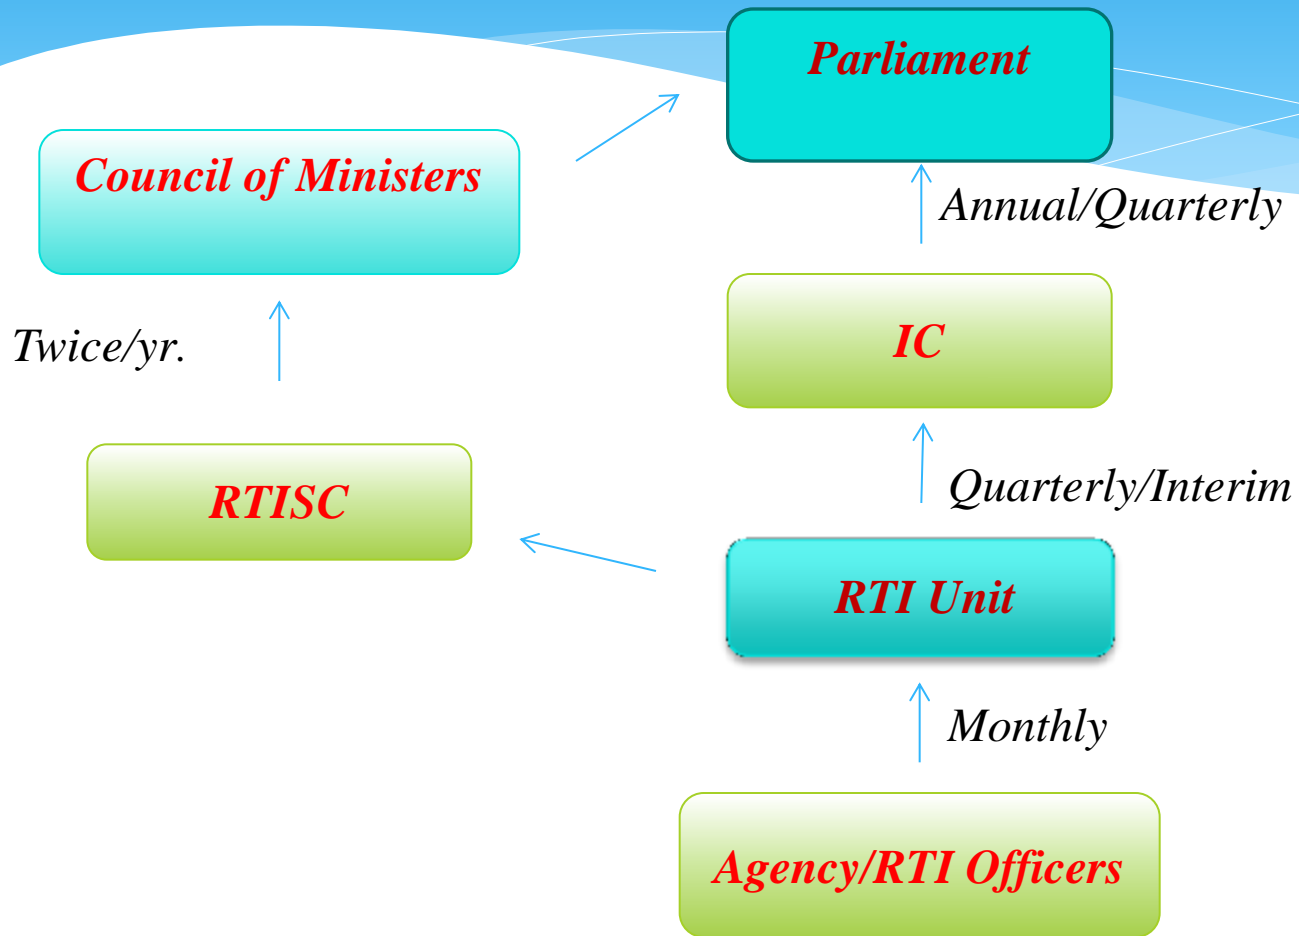 Parliament
Council of Ministers
Annual/Quarterly
IC
Twice/yr.
RTISC
Quarterly/Interim
RTI Unit
Monthly
Agency/RTI Officers